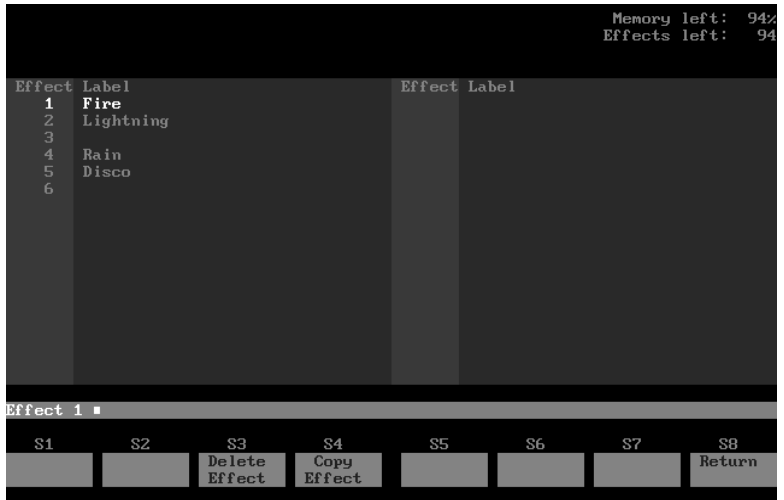 Memory left: 94%
Effects left: 94
Effect Label Effect Label
1 Fire
2 Lightning
3
4 Rain
5 Disco
6
Effect 1
S1 S2 S3 S4 S5 S6 S7 S8
Delete Copy Return
Effect Effect